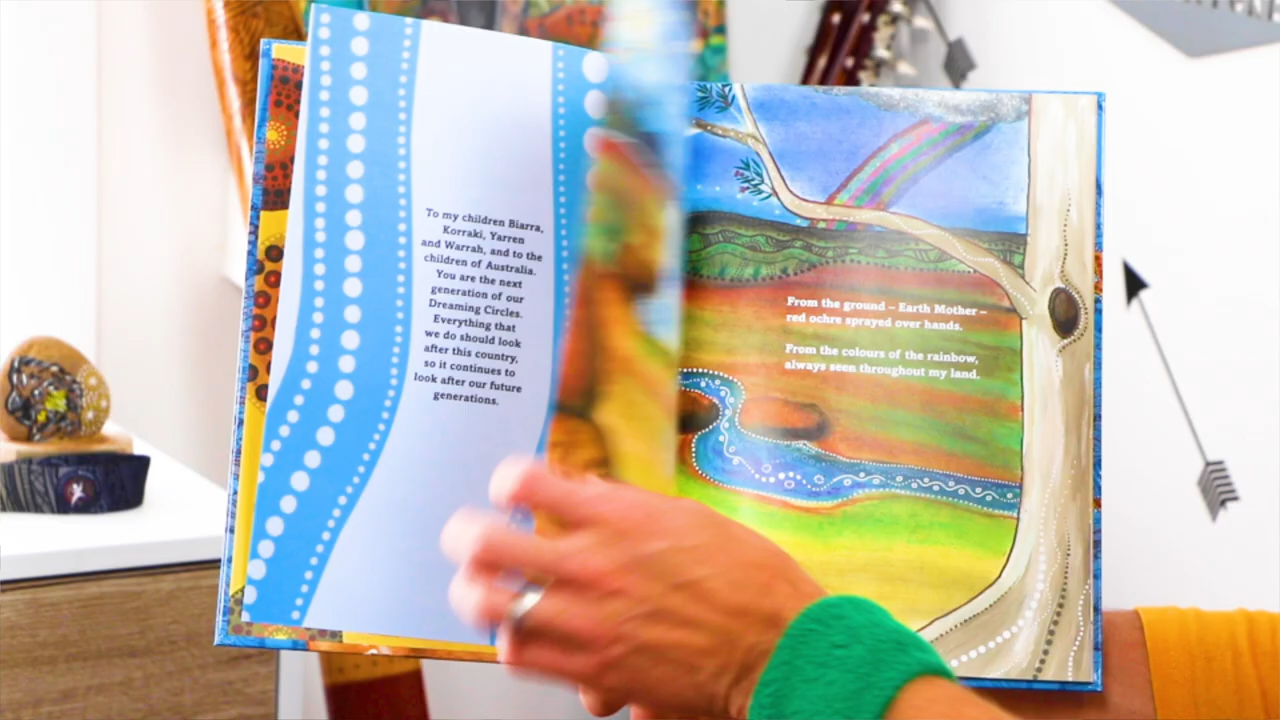 To my children Biarra,
Korraki, Yarren
and Warrah, and to the
children of Australia.
You are the next
generation of our
Dreaming Circles.
Everything that
we do should look
after this country,
so it continues to
look after our future
generations.
From the ground – Earth Mother –
red ochre sprayed over hands.
From the colours of the rainbow,
always seen throughout my land.